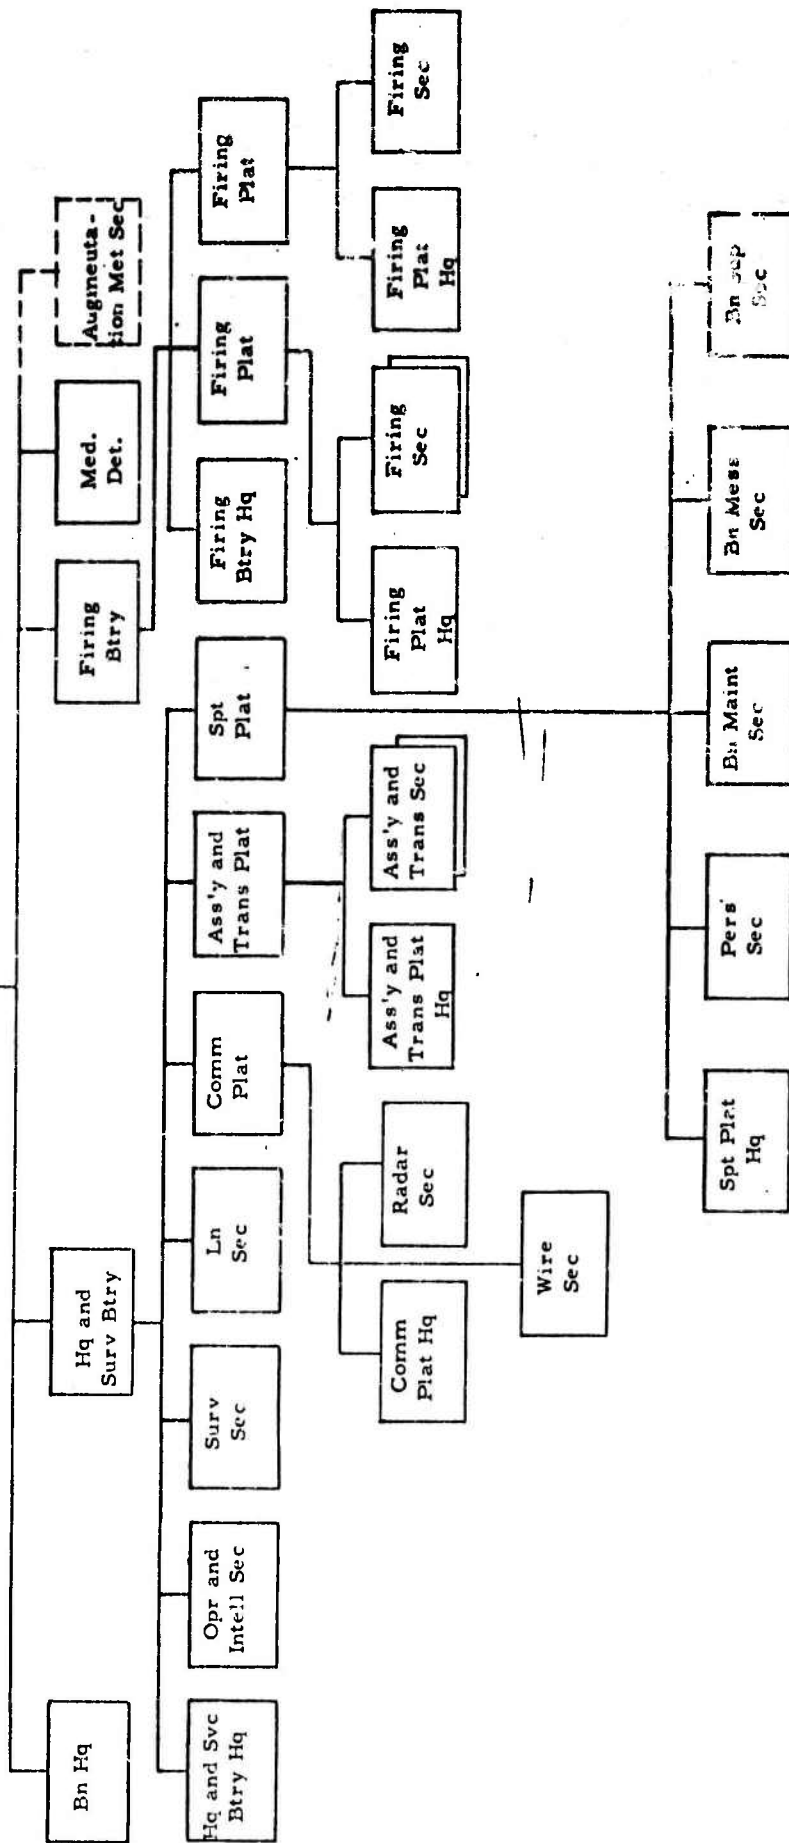 Bn Hq
Hq and
Surv Btry
Firing
Btry
Med.
Det.
Augmeuta-
tion Met Sec
Hq and Svc
Btry Hq
Opr and
Intell Sec
Surv
Sec
Ln
Sec
Comm
Plat
Ass'y and
Trans Plat
Spt
Plat
Firing
Btry Hq
Firing
Plat
Firing
Plat
Comm
Plat Hq
Radar
Sec
Ass'y and
Trans Plat
Hq
Ass'y and
Trans Sec
Firing
Plat
Hq
Firing
Sec
Firing
Plat
Hq
Firing
Sec
Wire
Sec
Spt Plat
Hq
Pers
Sec
Bn Maint
Sec
Bn Mess
Sec
Bn Sup
Sec